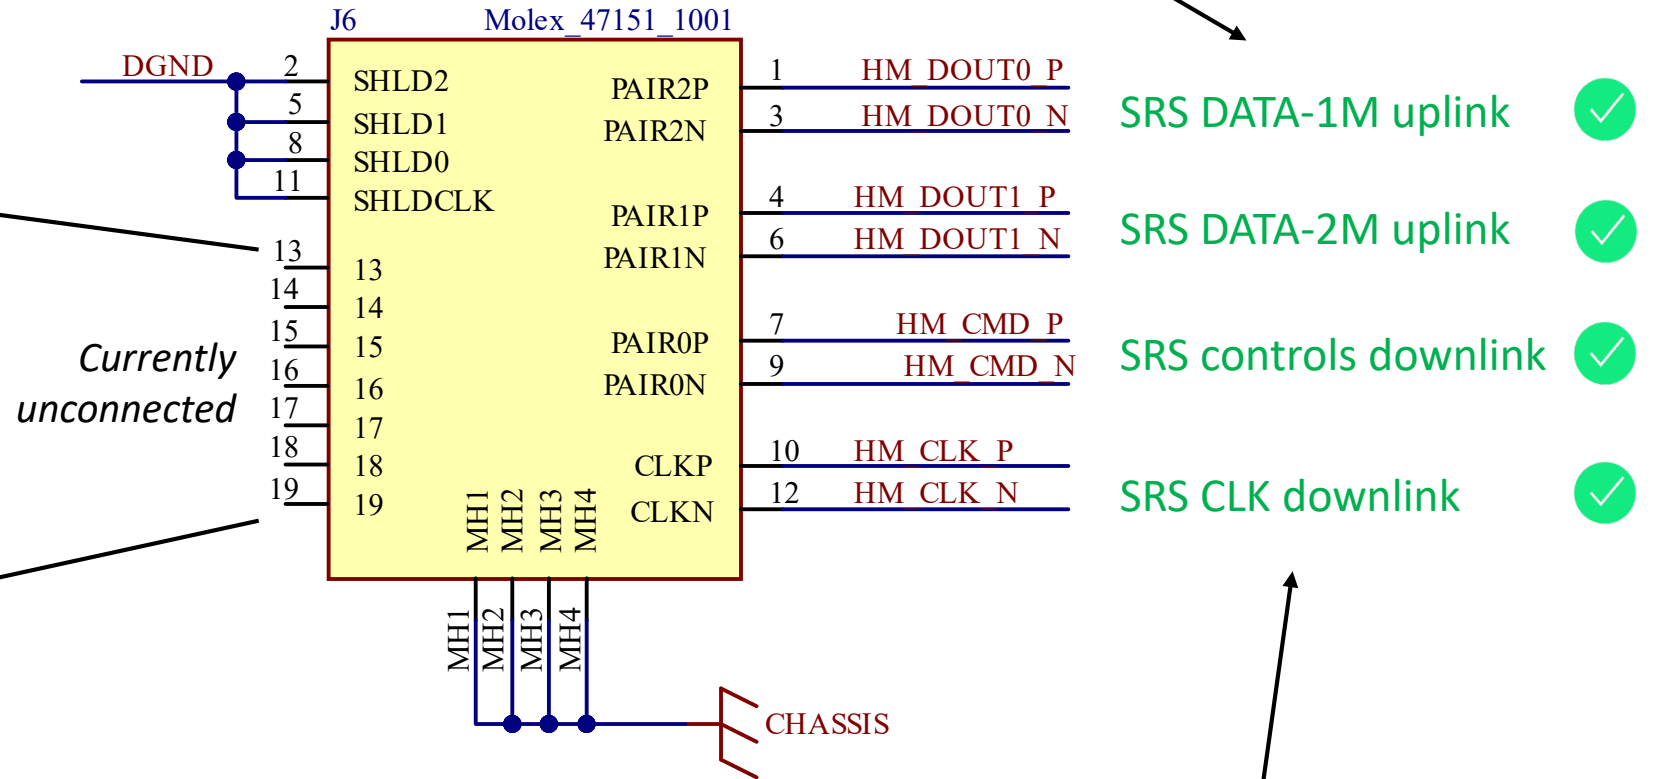 J6
Molex_47151_1001
DGND
2
SHLD2
5
SHLD1
8
SHLD0
11
SHLDCLK
13
13
14
14
15
15
16
16
17
17
18
18
19
19
Currently
unconnected
PAIR2P
1
HM_DOUT0_P
PAIR2N
3
HM_DOUT0_N
SRS DATA-1M uplink
PAIR1P
4
HM_DOUT1_P
PAIR1N
6
HM_DOUT1_N
SRS DATA-2M uplink
PAIR0P
7
HM_CMD_P
PAIR0N
9
HM_CMD_N
SRS controls downlink
CLKP
10
HM_CLK_P
CLKN
12
HM_CLK_N
SRS CLK downlink
MH1
MH2
MH3
MH4
MH1
MH2
MH3
MH4
CHASSIS